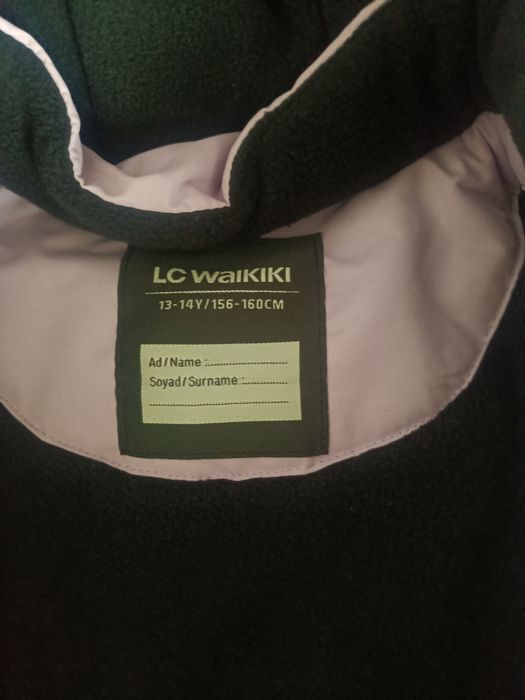 LC WAIKIKI
13-14Y/156-160CM
Ad/Name :....................
Soyad/Surname :............
........................................